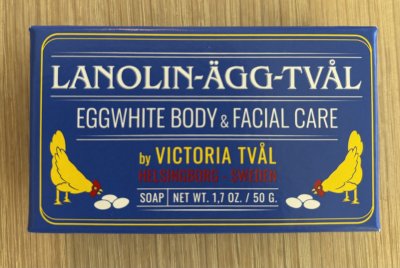 LANOLIN-ÄGG-TVÅL
EGGWHITE BODY & FACIAL CARE
by VICTORIA TVÅL
HELSINGBORG - SWEDEN
SOAP NET WT. 1,7 OZ. / 50 G.